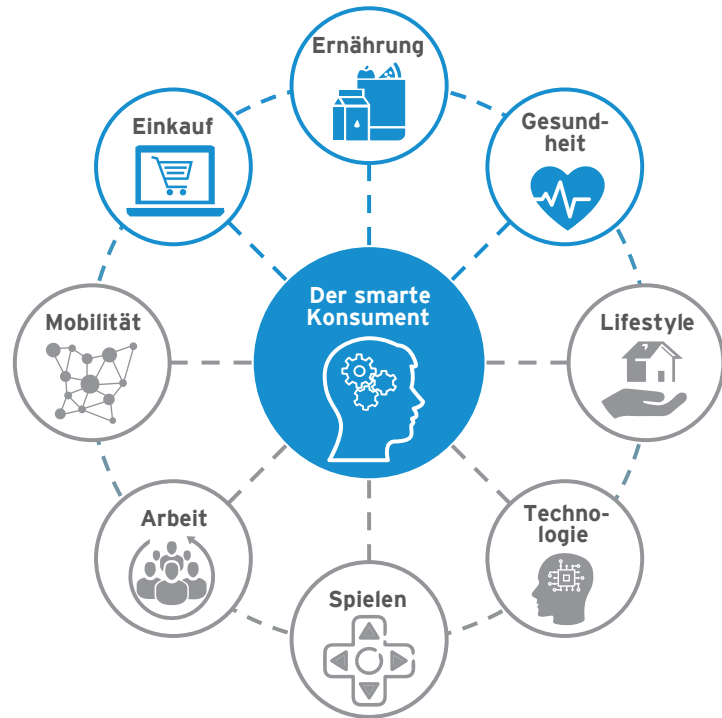 Ernährung
Einkauf
Gesund-
heit
Der smarte
Konsument
Mobilität
Lifestyle
Arbeit
Techno-
logie
Spielen